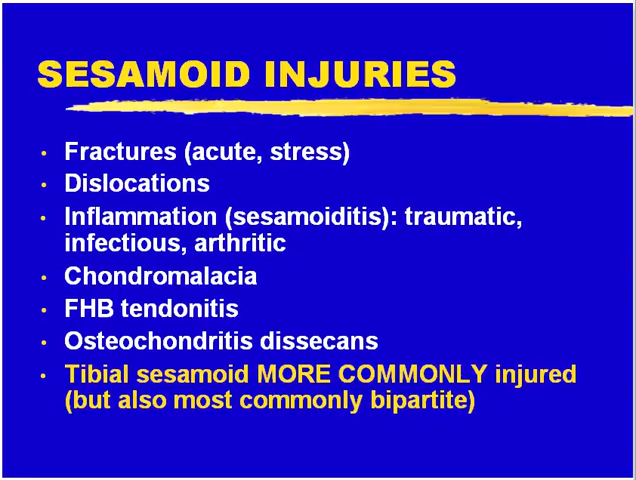 SESAMOID INJURIES
• Fractures (acute, stress)
• Dislocations
• Inflammation (sesamoiditis): traumatic,
infectious, arthritic
• Chondromalacia
• FHB tendonitis
• Osteochondritis dissecans
• Tibial sesamoid MORE COMMONLY injured
(but also most commonly bipartite)